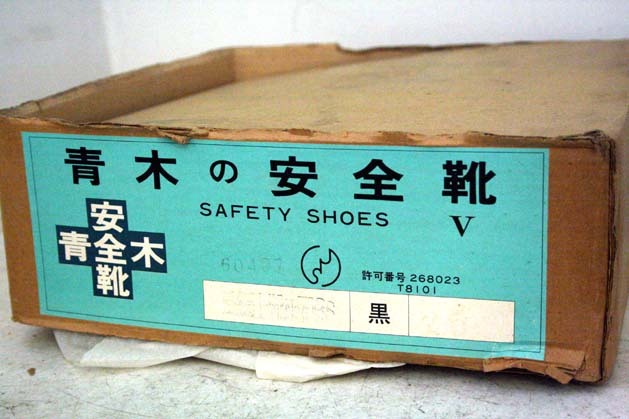 青木の安全靴
SAFETY SHOES V
安
青全木
靴
許可番号 268023
T8101
黒